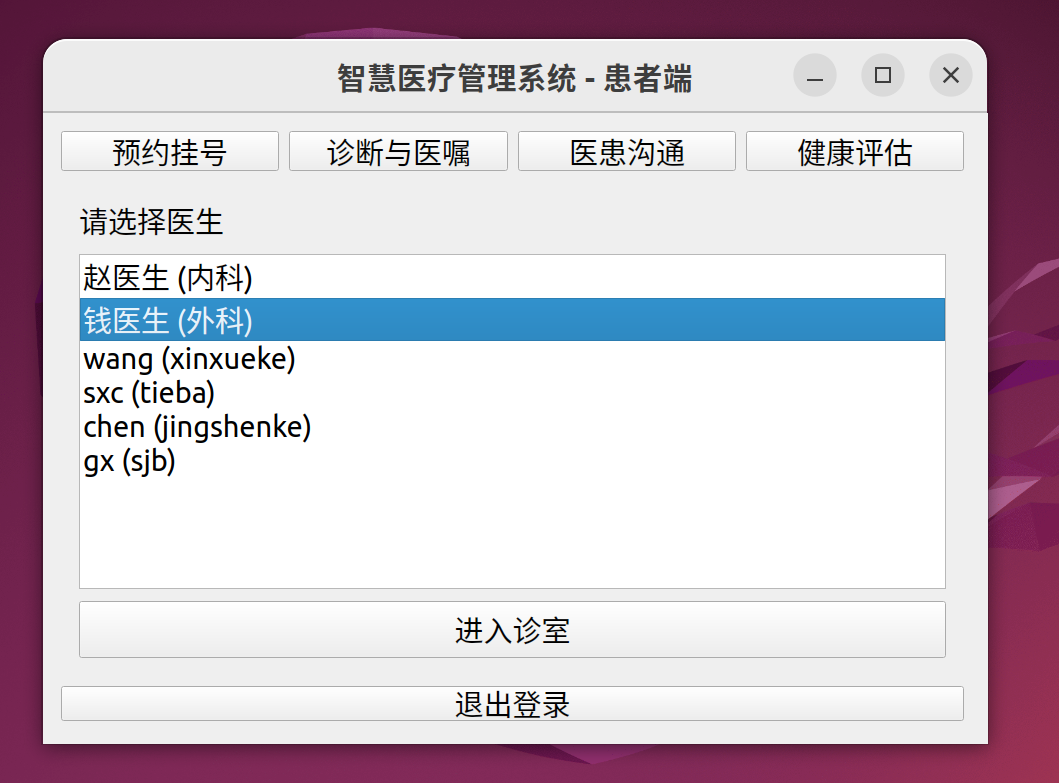 智慧医疗管理系统 - 患者端
预约挂号 诊断与医嘱 医患沟通 健康评估
请选择医生
赵医生 (内科)
钱医生 (外科)
wang (xinxueke)
sxc (tieba)
chen (jingshenke)
gx (sjb)
进入诊室
退出登录